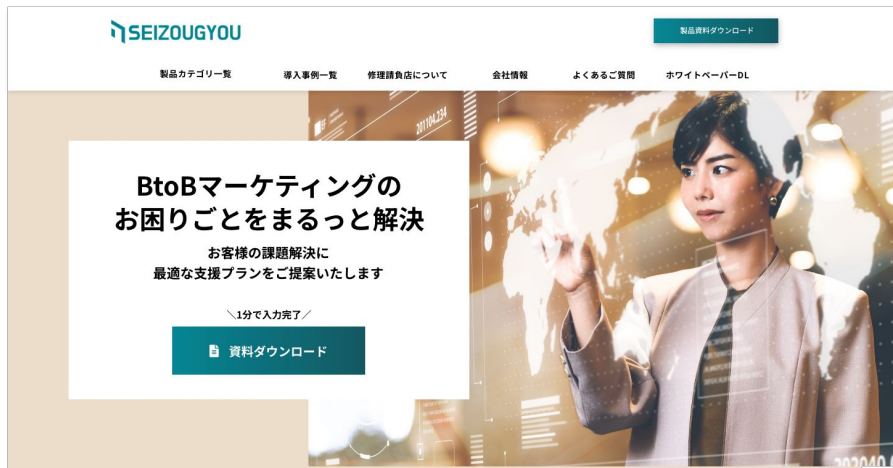 SEIZOUGYOU
製品資料ダウンロード
製品カテゴリ一覧
導入事例一覧
修理請負店について
会社情報
よくあるご質問
ホワイトペーパーDL
201104.234
BtoBマーケティングの
お困りごとをまるっと解決
お客様の課題解決に
最適な支援プランをご提案いたします
＼1分で入力完了／
資料ダウンロード
202040